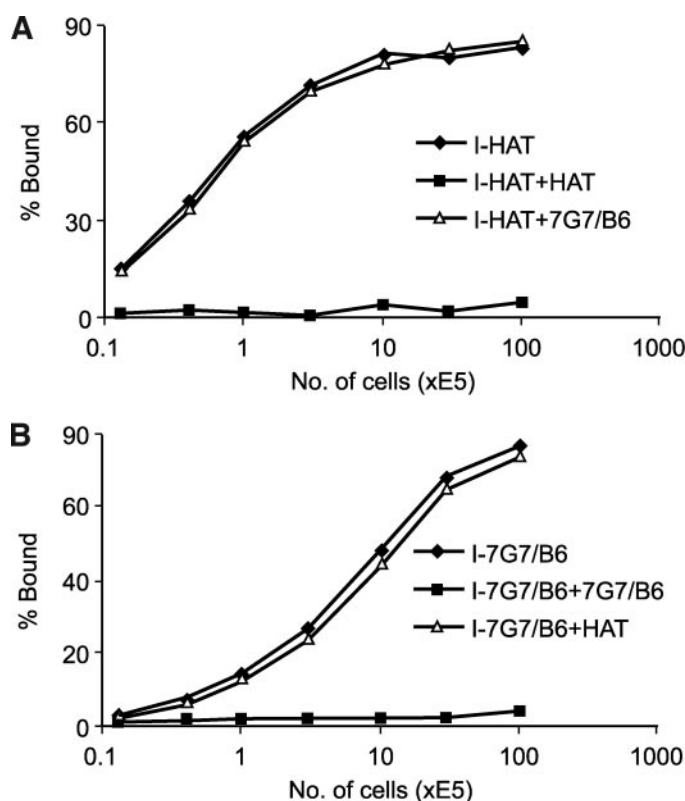 A
90
60
30
0
% Bound
I-HAT
I-HAT+HAT
I-HAT+7G7/B6
0.1 1 10 100 1000
No. of cells (xE5)
B
90
60
40
20
0
% Bound
I-7G7/B6
I-7G7/B6+7G7/B6
I-7G7/B6+HAT
0.1 1 10 100 1000
No. of cells (xE5)